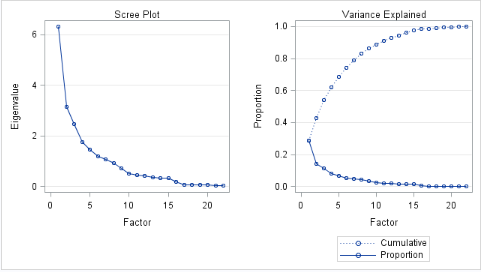 Scree Plot
Eigenvalue
6
4
2
0
0 5 10 15 20
Factor
Variance Explained
Proportion
1.0
0.8
0.6
0.4
0.2
0.0
0 5 10 15 20
Factor
Cumulative
Proportion